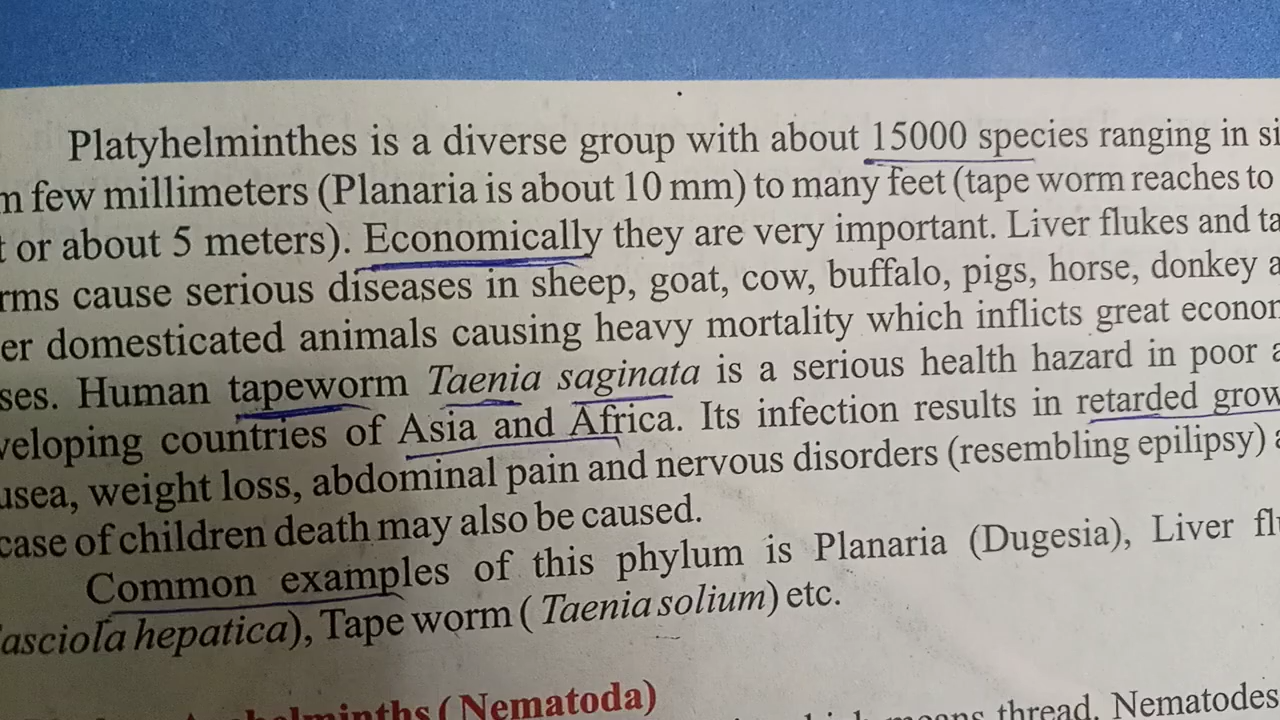 Platyhelminthes is a diverse group with about 15000 species ranging in si
m few millimeters (Planaria is about 10 mm) to many feet (tape worm reaches to
t or about 5 meters). Economically they are very important. Liver flukes and ta
rms cause serious diseases in sheep, goat, cow, buffalo, pigs, horse, donkey a
er domesticated animals causing heavy mortality which inflicts great econor
ses. Human tapeworm Taenia saginata is a serious health hazard in poor a
veloping countries of Asia and Africa. Its infection results in retarded grow
usea, weight loss, abdominal pain and nervous disorders (resembling epilipsy) a
case of children death may also be caused.
Common examples of this phylum is Planaria (Dugesia), Liver fl
asciola hepatica), Tape worm ( Taenia solium) etc.
helminths ( Nematoda)
which means thread. Nematodes